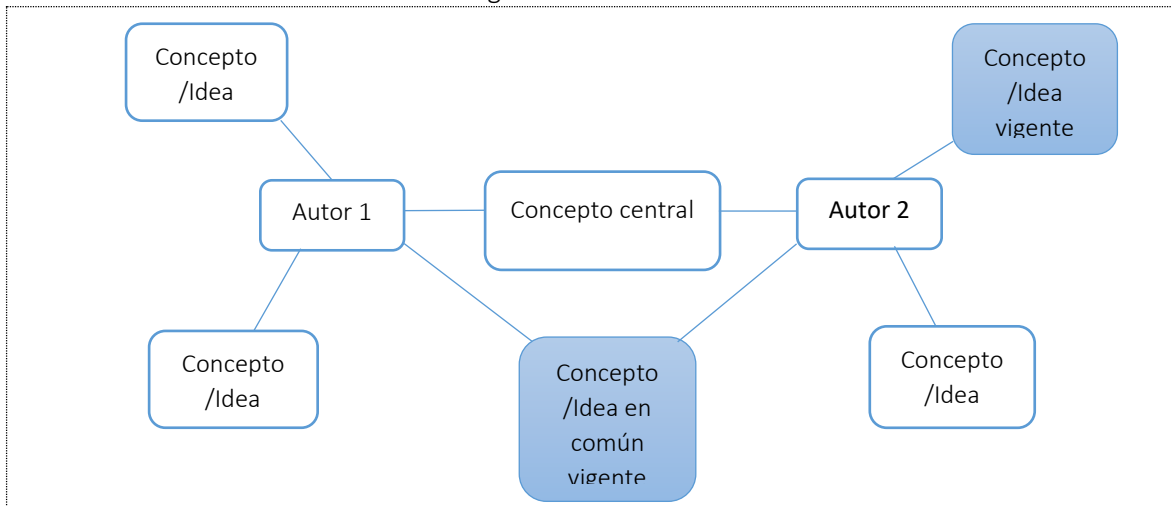 Concepto
/Idea
Concepto
/Idea
vigente
Autor 1
Concepto central
Autor 2
Concepto
/Idea
Concepto
/Idea en
común
vigente
Concepto
/Idea